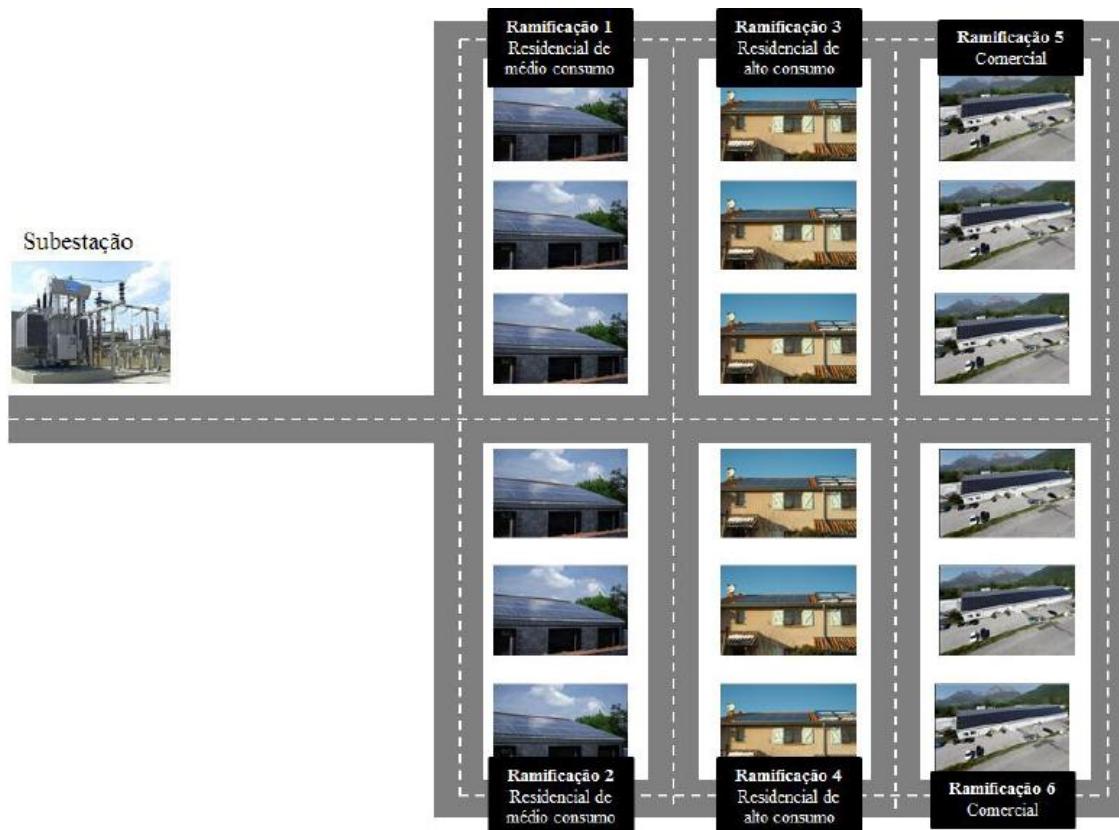 Ramificação 1
Residencial de
médio consumo
Ramificação 3
Residencial de
alto consumo
Ramificação 5
Comercial
Subestação
Ramificação 2
Residencial de
médio consumo
Ramificação 4
Residencial de
alto consumo
Ramificação 6
Comercial